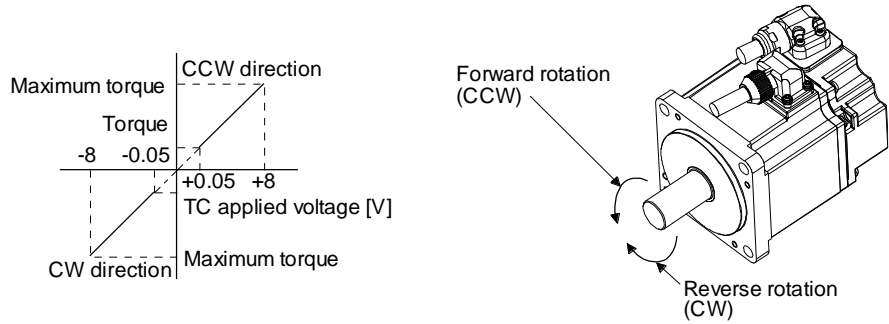 CCW direction
Maximum torque
Torque
-8
-0.05
+0.05
+8
TC applied voltage [V]
CW direction
Maximum torque
Forward rotation
(CCW)
Reverse rotation
(CW)